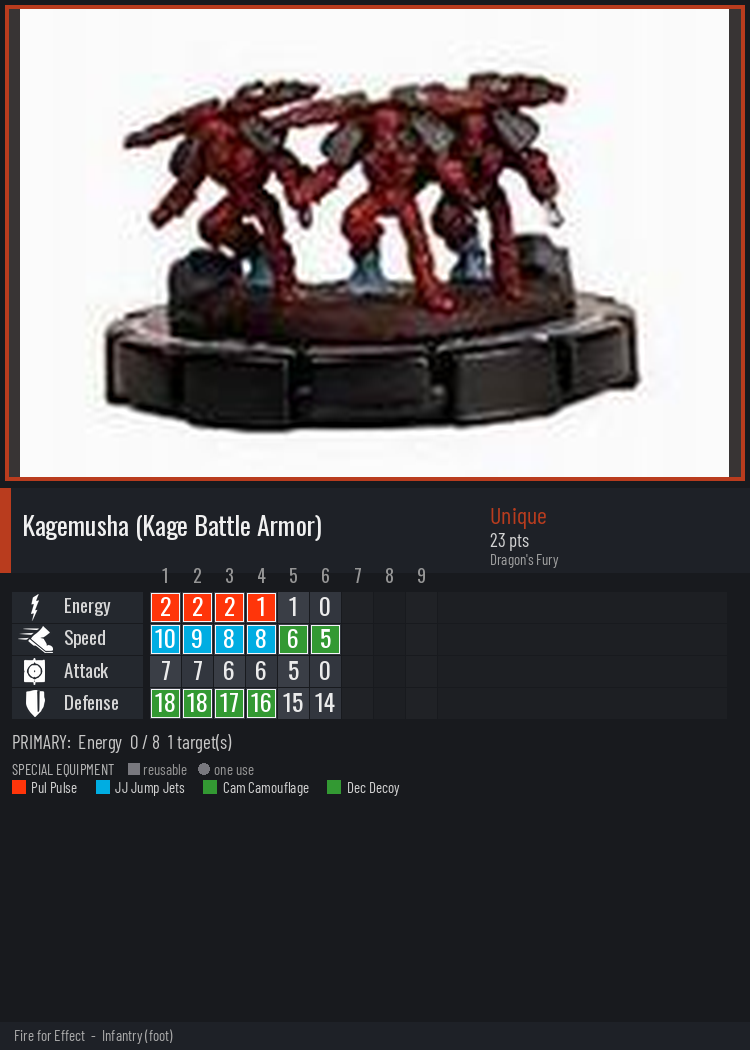 Kagemusha (Kage Battle Armor)
Unique
23 pts
Dragon's Fury
1 2 3 4 5 6 7 8 9
Energy 2 2 2 1 1 0
Speed 10 9 8 8 6 5
Attack 7 7 6 6 5 0
Defense 18 18 17 16 15 14
PRIMARY: Energy 0 / 8 1 target(s)
SPECIAL EQUIPMENT reusable one use
Pul Pulse JJ Jump Jets Cam Camouflage Dec Decoy
Fire for Effect - Infantry (foot)